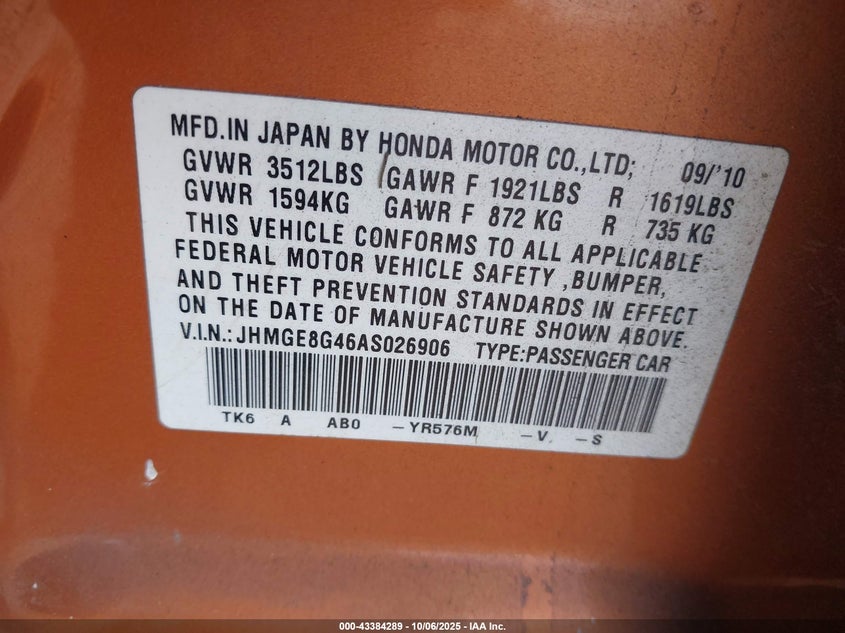 MFD.IN JAPAN BY HONDA MOTOR CO.,LTD; 09/'10
GVWR 3512LBS GAWR F 1921LBS R 1619LBS
GVWR 1594KG GAWR F 872 KG R 735 KG
THIS VEHICLE CONFORMS TO ALL APPLICABLE
FEDERAL MOTOR VEHICLE SAFETY ,BUMPER,
AND THEFT PREVENTION STANDARDS IN EFFECT
ON THE DATE OF MANUFACTURE SHOWN ABOVE.
V.I.N.:JHMGE8G46AS026906 TYPE:PASSENGER CAR
TK6 A AB0 -YR576M -V -S
000-43384289 - 10/06/2025 - IAA Inc.